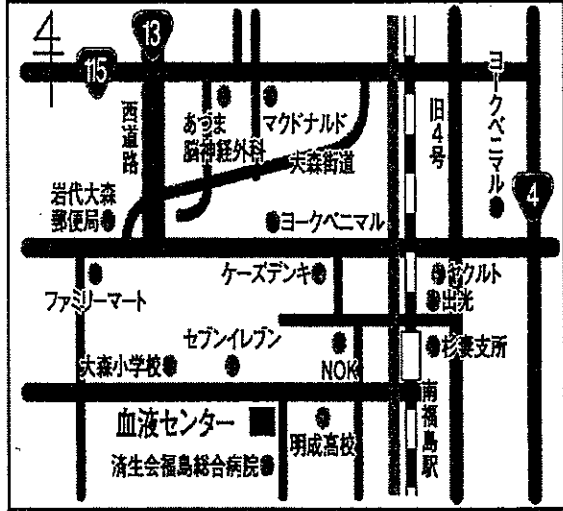 13
115
西道路
あづま
脳神経外科
マクドナルド
大森街道
旧4号
ヨークベニマル
4
岩代大森
郵便局
ヨークベニマル
ファミリーマート
ケーズデンキ
ヤクルト
出光
セブンイレブン
大森小学校
NOK
杉妻支所
南福島駅
血液センター
明成高校
済生会福島総合病院